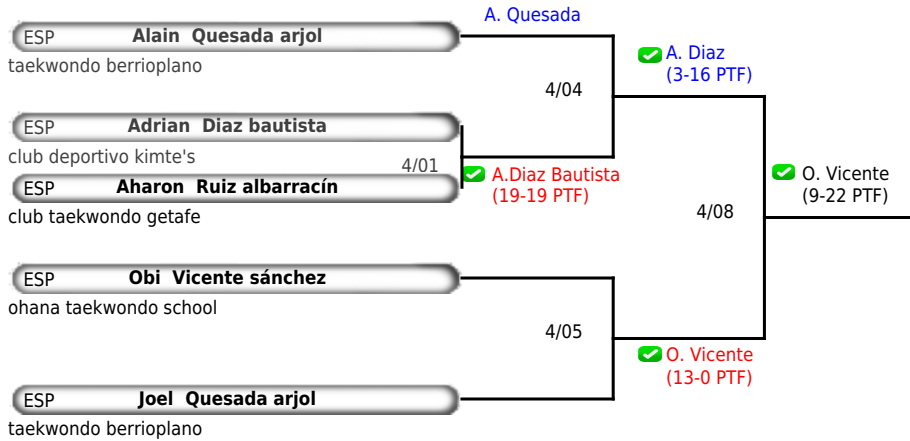 A. Quesada
ESP Alain Quesada arjol
taekwondo berrioplano
A. Diaz
(3-16 PTF)
4/04
ESP Adrian Diaz bautista
club deportivo kimte's
4/01
A.Diaz Bautista
(19-19 PTF)
ESP Aharon Ruiz albarracín
club taekwondo getafe
O. Vicente
(9-22 PTF)
4/08
ESP Obi Vicente sánchez
ohana taekwondo school
4/05
O. Vicente
(13-0 PTF)
ESP Joel Quesada arjol
taekwondo berrioplano